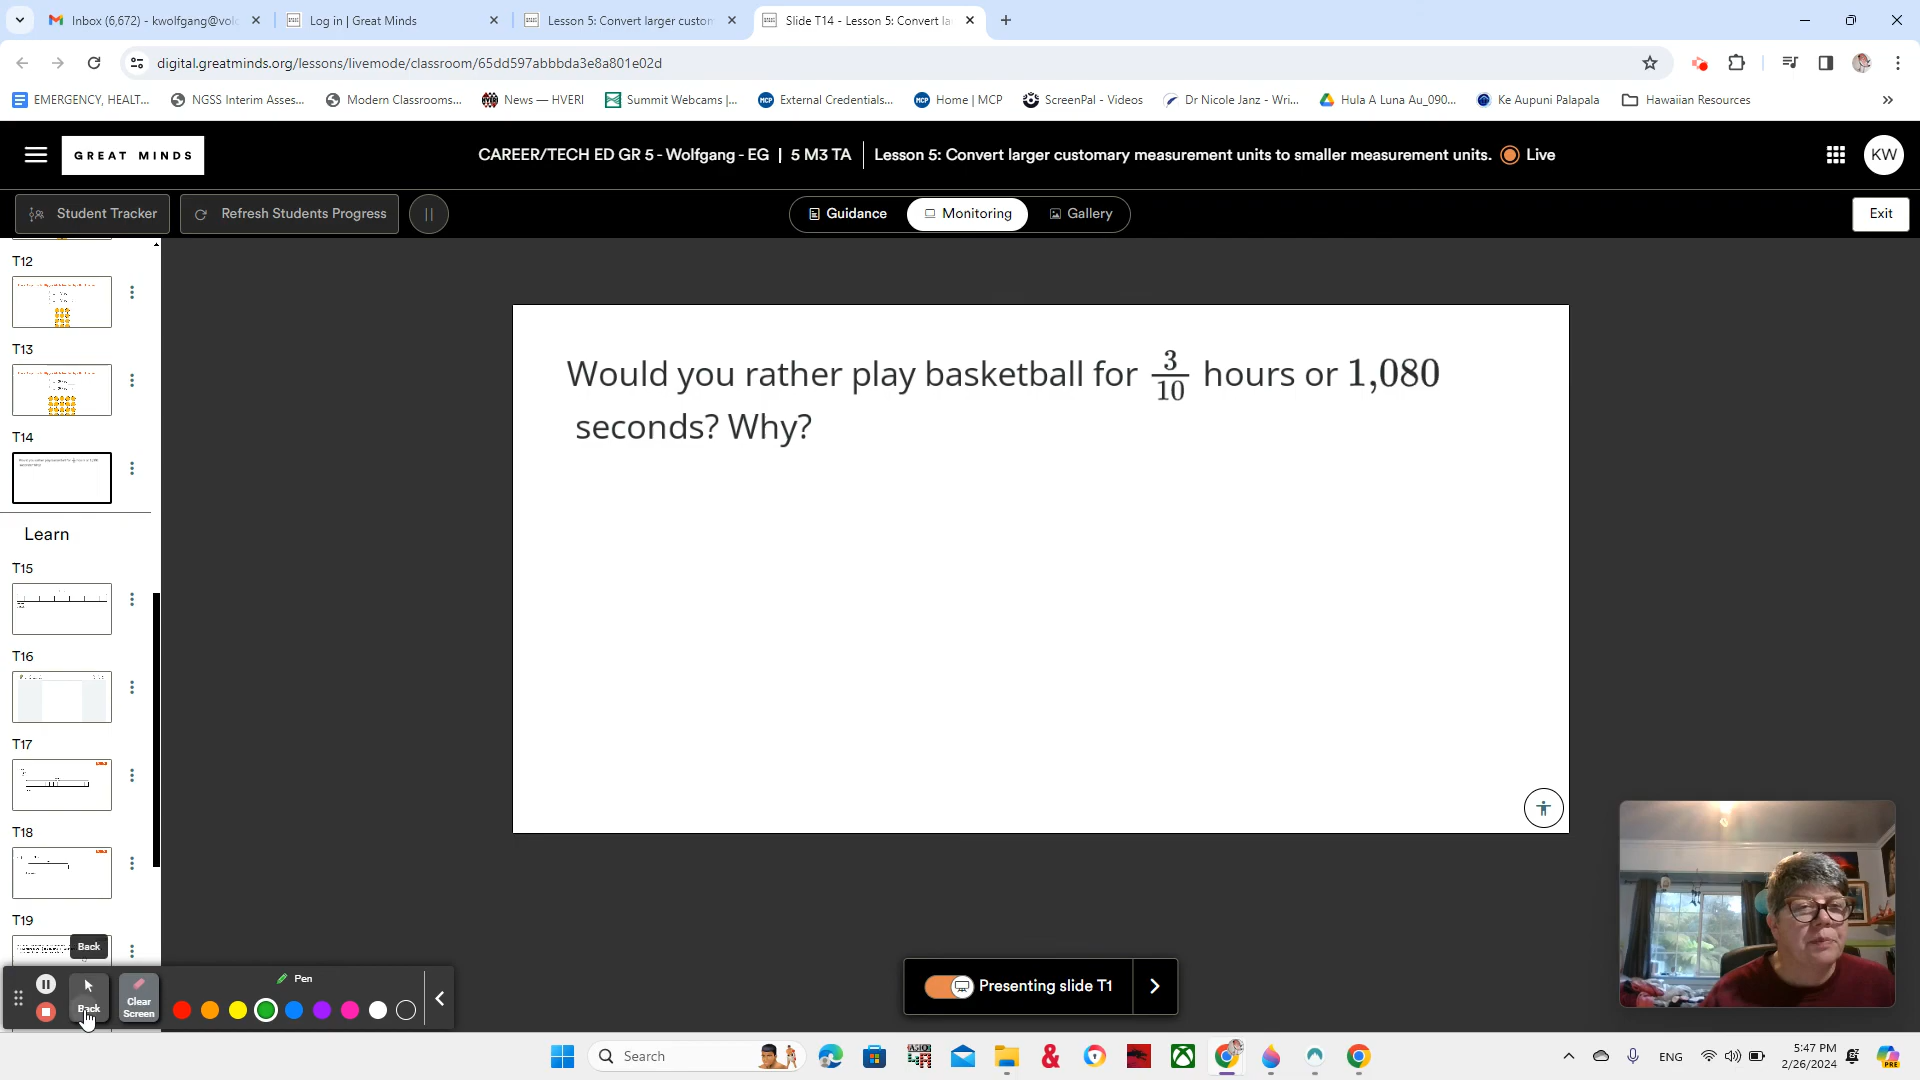 Inbox (6,672) - kwolfgang@volc
Log in | Great Minds
Lesson 5: Convert larger custom
Slide T14 - Lesson 5: Convert la
digital.greatminds.org/lessons/livemode/classroom/65dd597abbbda3e8a801e02d
EMERGENCY, HEALT...
NGSS Interim Asses...
Modern Classrooms...
News — HVERI
Summit Webcams |...
External Credentials...
Home | MCP
ScreenPal - Videos
Dr Nicole Janz - Wri...
Hula A Luna Au_090...
Ke Aupuni Palapala
Hawaiian Resources
GREAT MINDS
CAREER/TECH ED GR 5 - Wolfgang - EG | 5 M3 TA
Lesson 5: Convert larger customary measurement units to smaller measurement units.
Live
KW
Student Tracker
Refresh Students Progress
Guidance
Monitoring
Gallery
Exit
T12
T13
T14
Learn
T15
T16
T17
T18
T19
Would you rather play basketball for 3/10 hours or 1,080
seconds? Why?
Back
Back
Clear
Screen
Pen
Presenting slide T1
Search
ENG
5:47 PM
2/26/2024